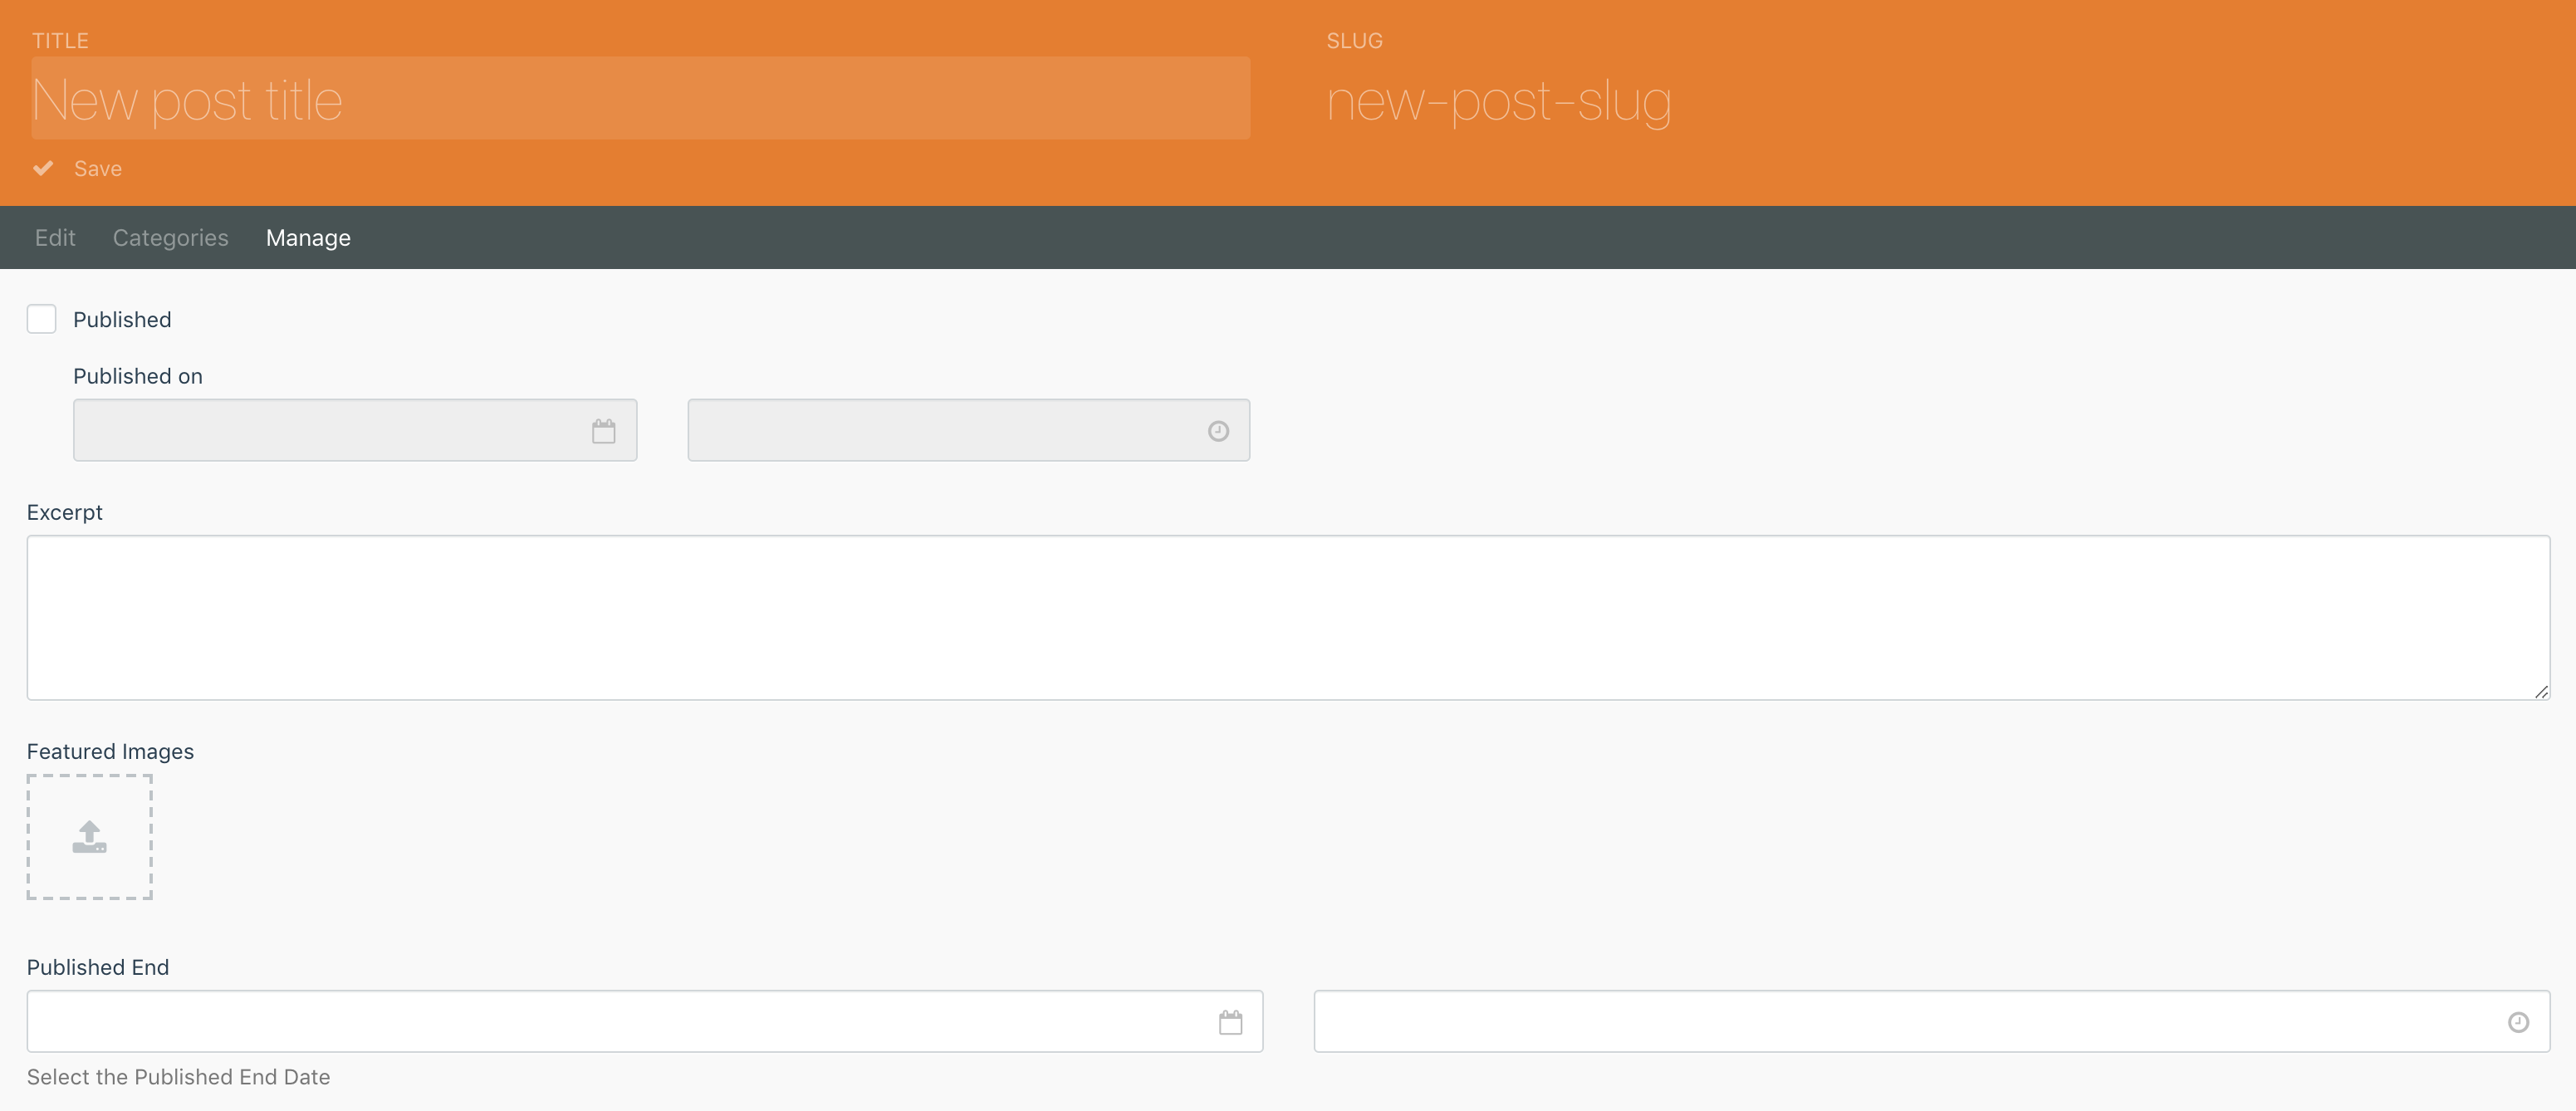 TITLE
SLUG
New post title
new-post-slug
Save
Edit Categories Manage
Published
Published on
Excerpt
Featured Images
Published End
Select the Published End Date